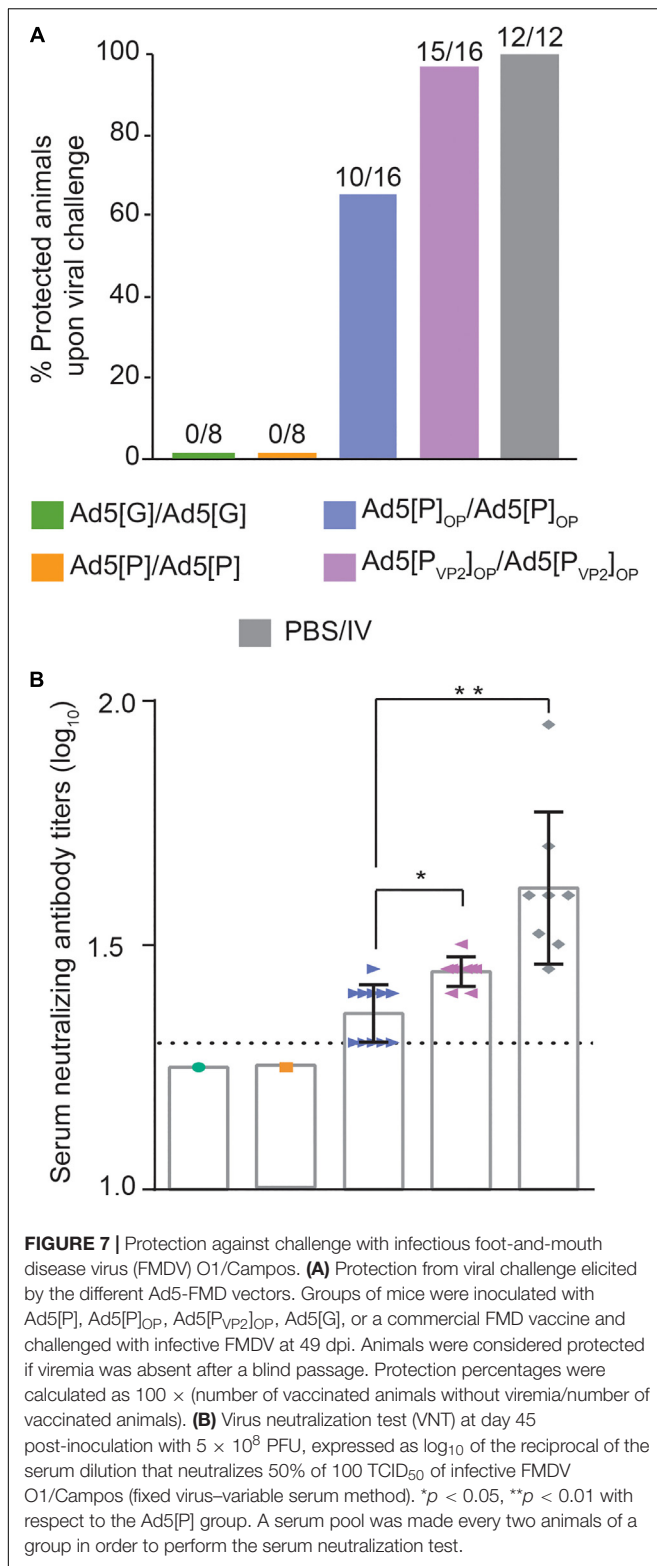 A
% Protected animals
upon viral challenge
100
80
60
40
20
0
0/8
0/8
10/16
15/16
12/12
Ad5[G]/Ad5[G]
Ad5[P]/Ad5[P]
Ad5[P]OP/Ad5[P]OP
Ad5[PVP2]OP/Ad5[PVP2]OP
PBS/IV
B
Serum neutralizing antibody titers (log10)
2.0
1.5
1.0
*
**
FIGURE 7 | Protection against challenge with infectious foot-and-mouth
disease virus (FMDV) O1/Campos. (A) Protection from viral challenge elicited
by the different Ad5-FMD vectors. Groups of mice were inoculated with
Ad5[P], Ad5[P]OP, Ad5[PVP2]OP, Ad5[G], or a commercial FMD vaccine and
challenged with infective FMDV at 49 dpi. Animals were considered protected
if viremia was absent after a blind passage. Protection percentages were
calculated as 100 × (number of vaccinated animals without viremia/number of
vaccinated animals). (B) Virus neutralization test (VNT) at day 45
post-inoculation with 5 × 10⁸ PFU, expressed as log10 of the reciprocal of the
serum dilution that neutralizes 50% of 100 TCID50 of infective FMDV
O1/Campos (fixed virus–variable serum method). *p < 0.05, **p < 0.01 with
respect to the Ad5[P] group. A serum pool was made every two animals of a
group in order to perform the serum neutralization test.